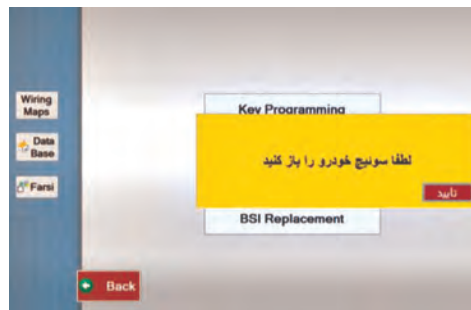 Wiring
Maps
Data
Base
Farsi
Key Programming
لطفا سوئیچ خودرو را باز کنید
تایید
BSI Replacement
Back